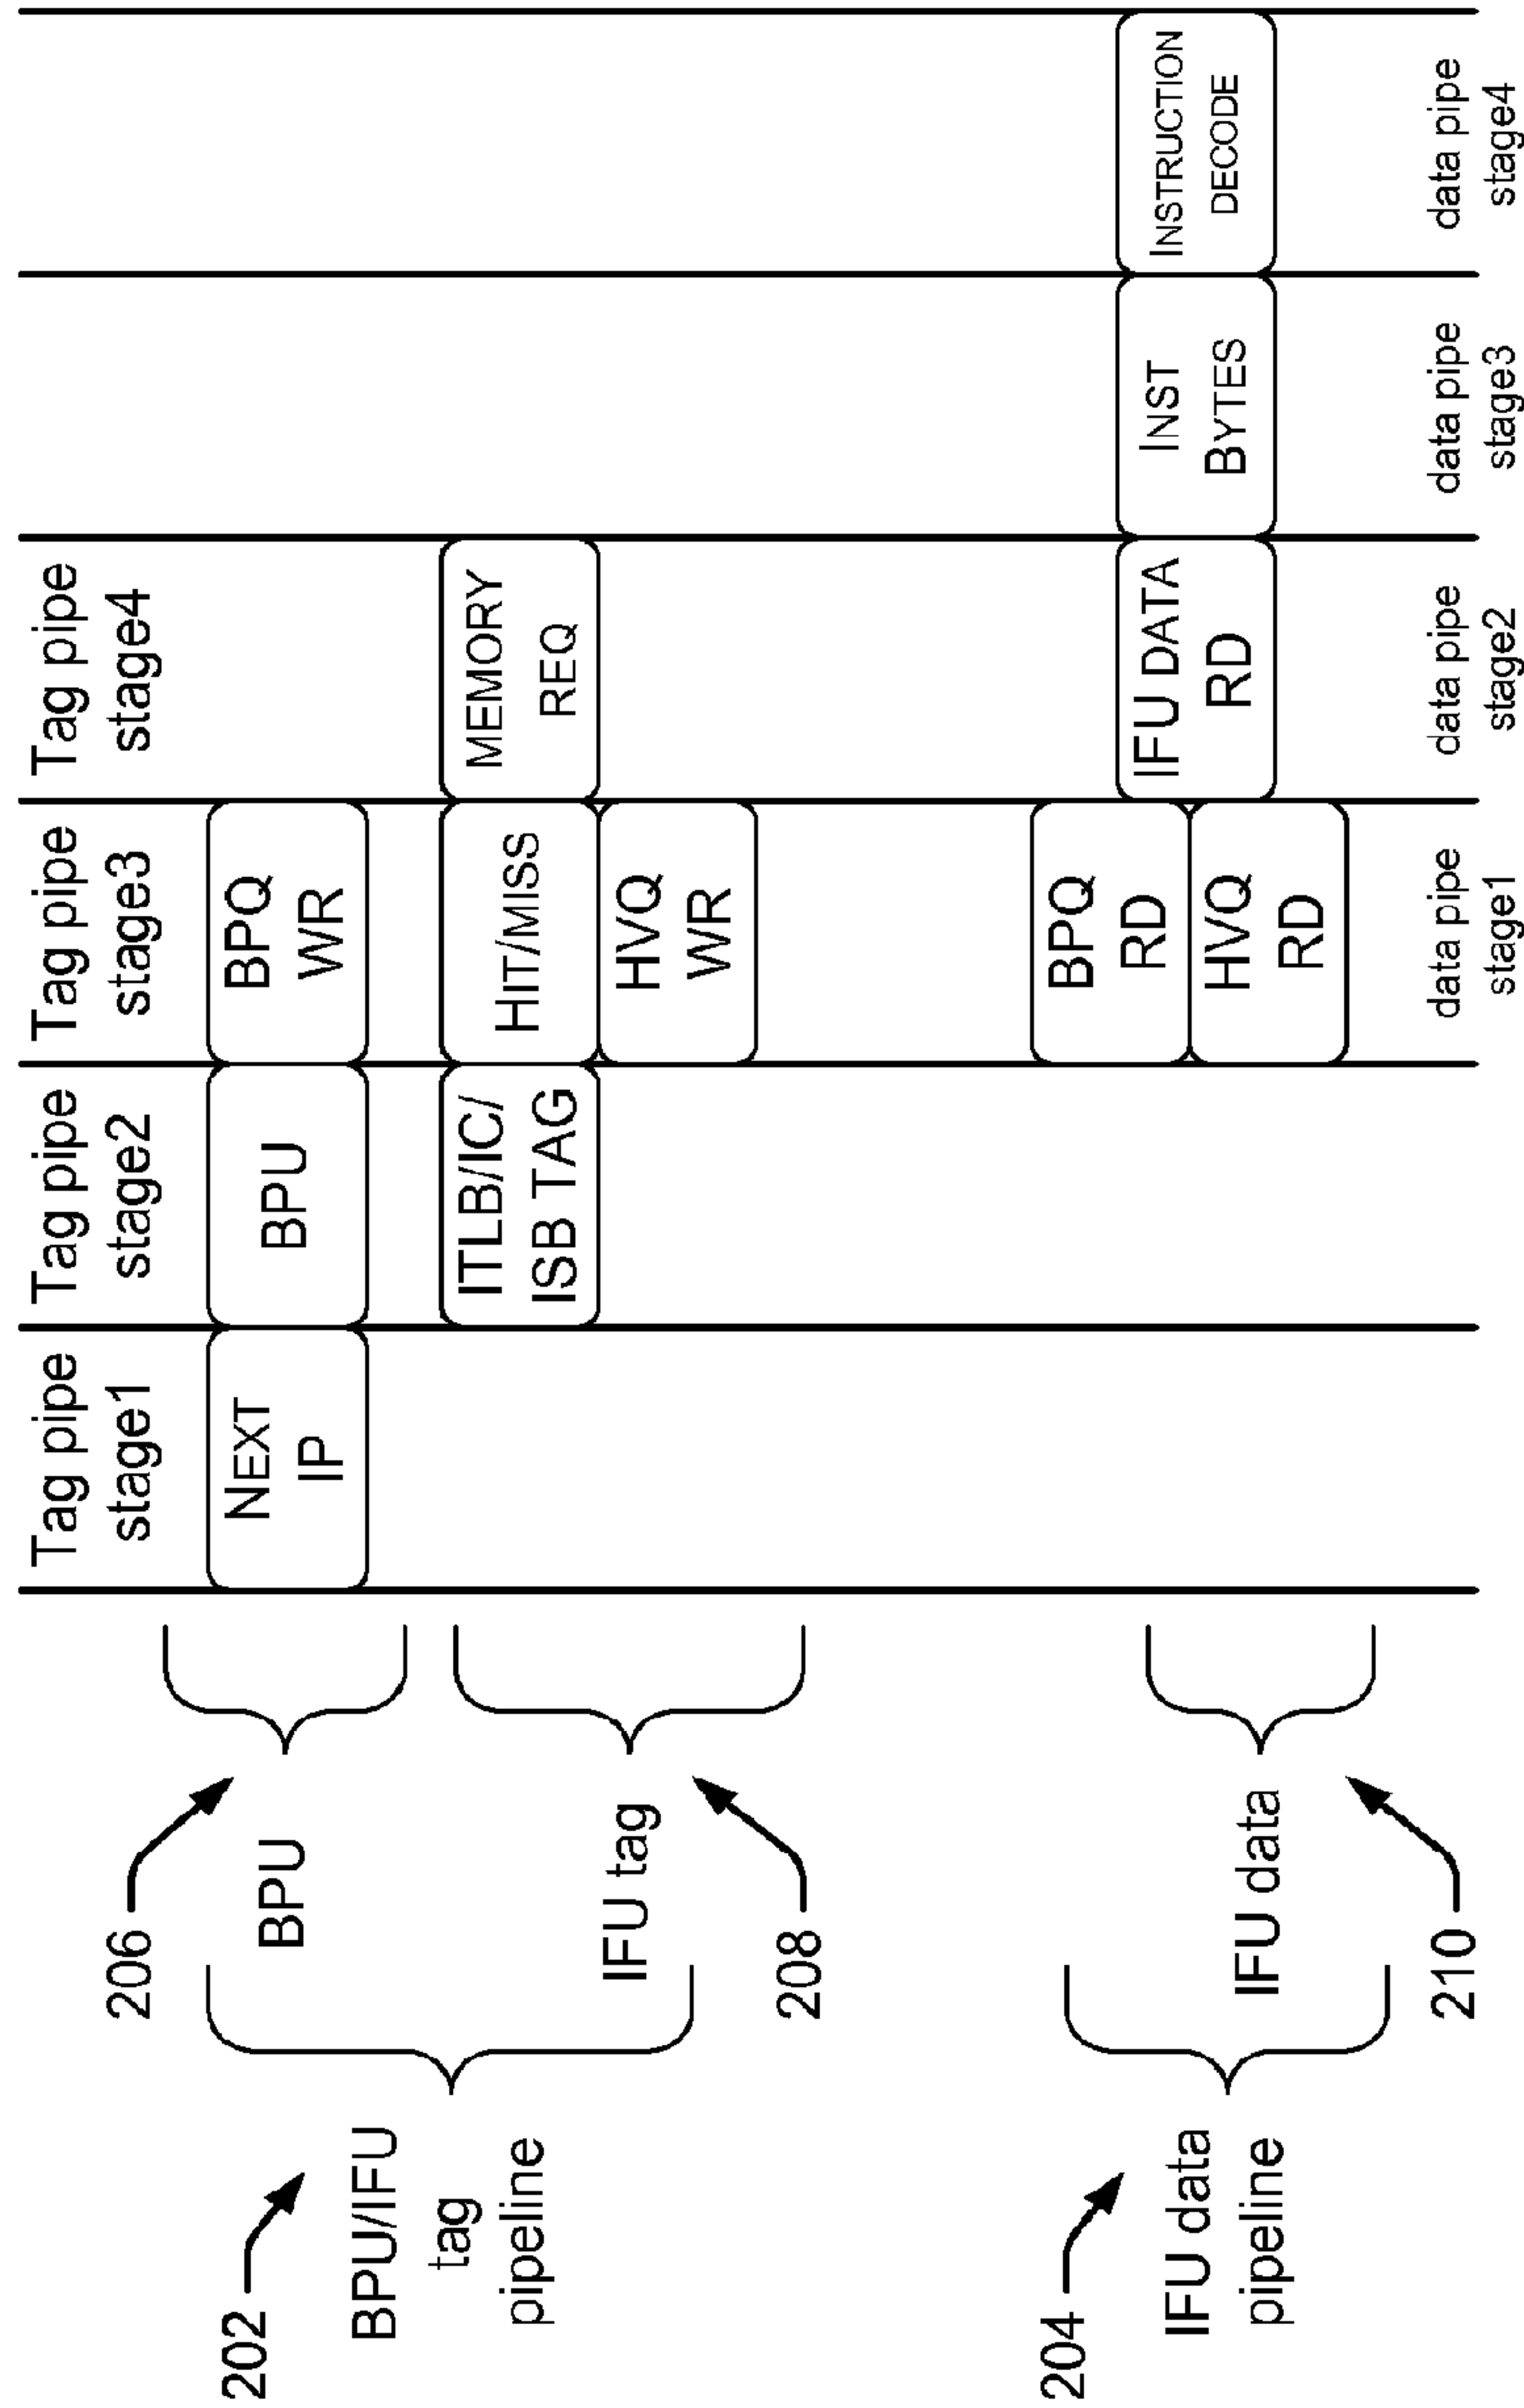 Tag pipe
stage1
Tag pipe
stage2
Tag pipe
stage3
Tag pipe
stage4
206
BPU
NEXT
IP
BPU
BPQ
WR
202
BPU/IFU
tag
pipeline
IFU tag
208
ITLB/IC/
ISB TAG
HIT/MISS
MEMORY
REQ
HVQ
WR
204
IFU data
pipeline
IFU data
210
BPQ
RD
HVQ
RD
IFU DATA
RD
INST
BYTES
INSTRUCTION
DECODE
data pipe
stage1
data pipe
stage2
data pipe
stage3
data pipe
stage4